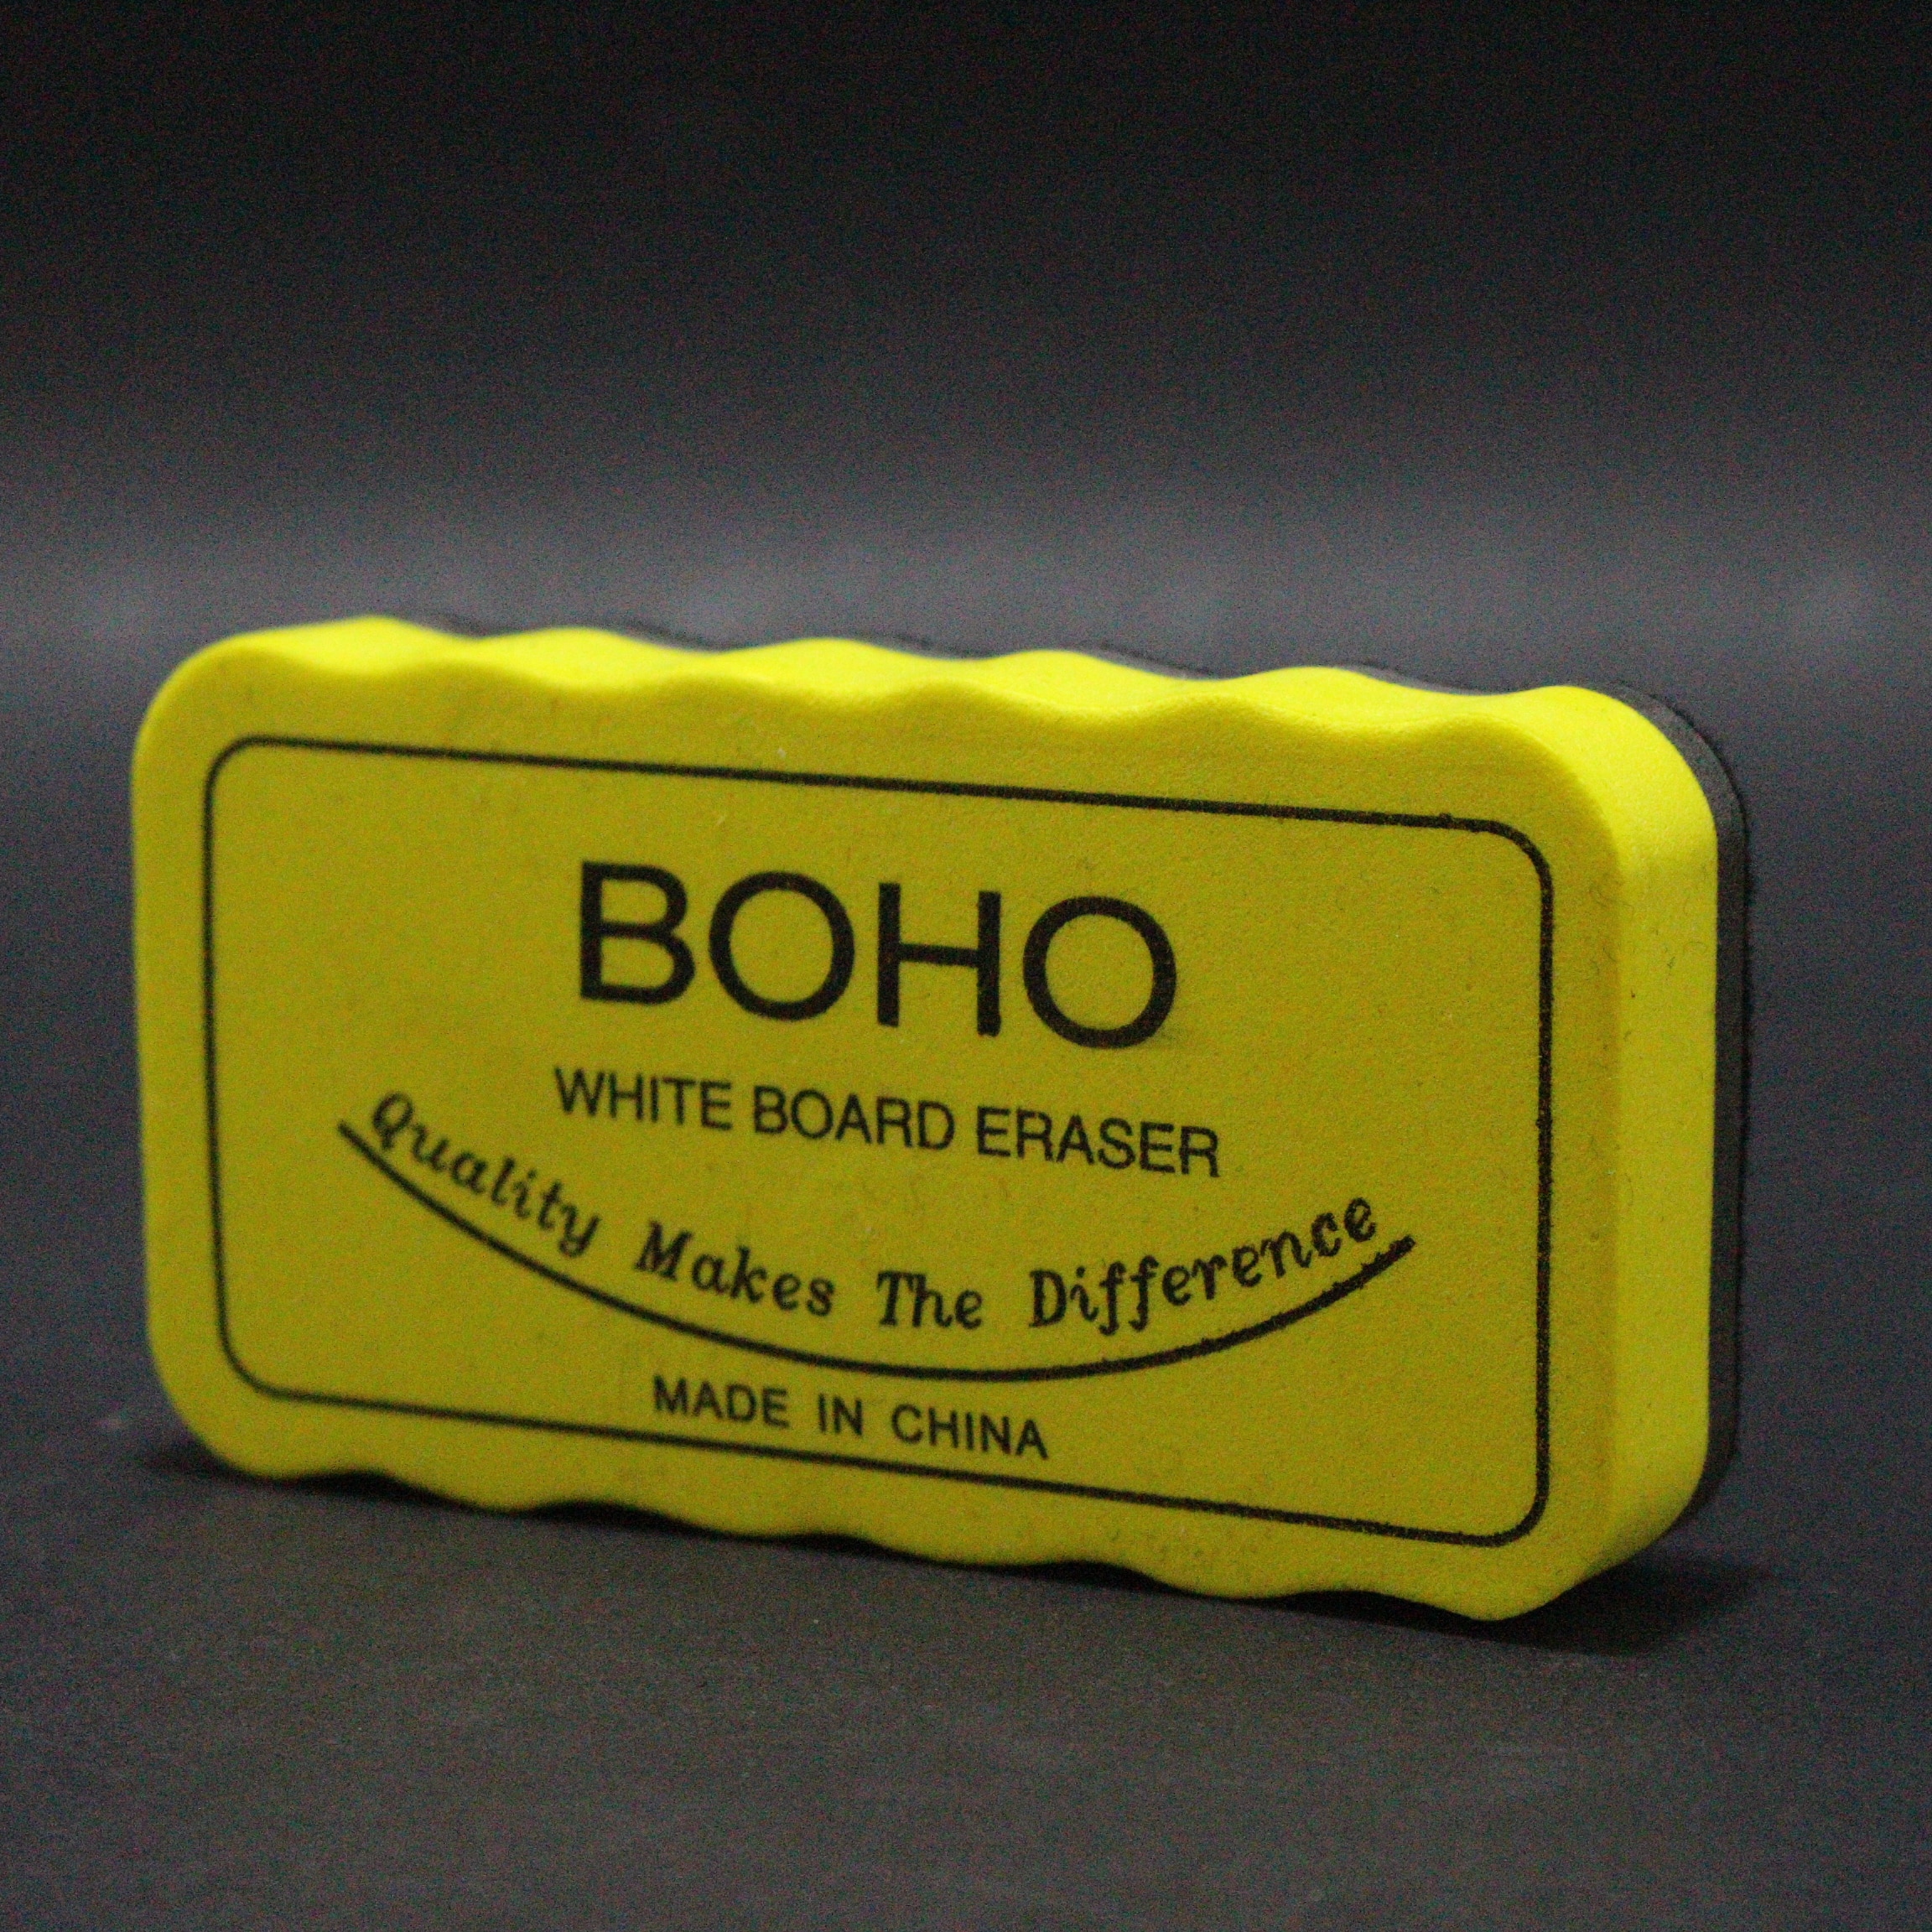 BOHO
WHITE BOARD ERASER
Quality Makes The Difference
MADE IN CHINA